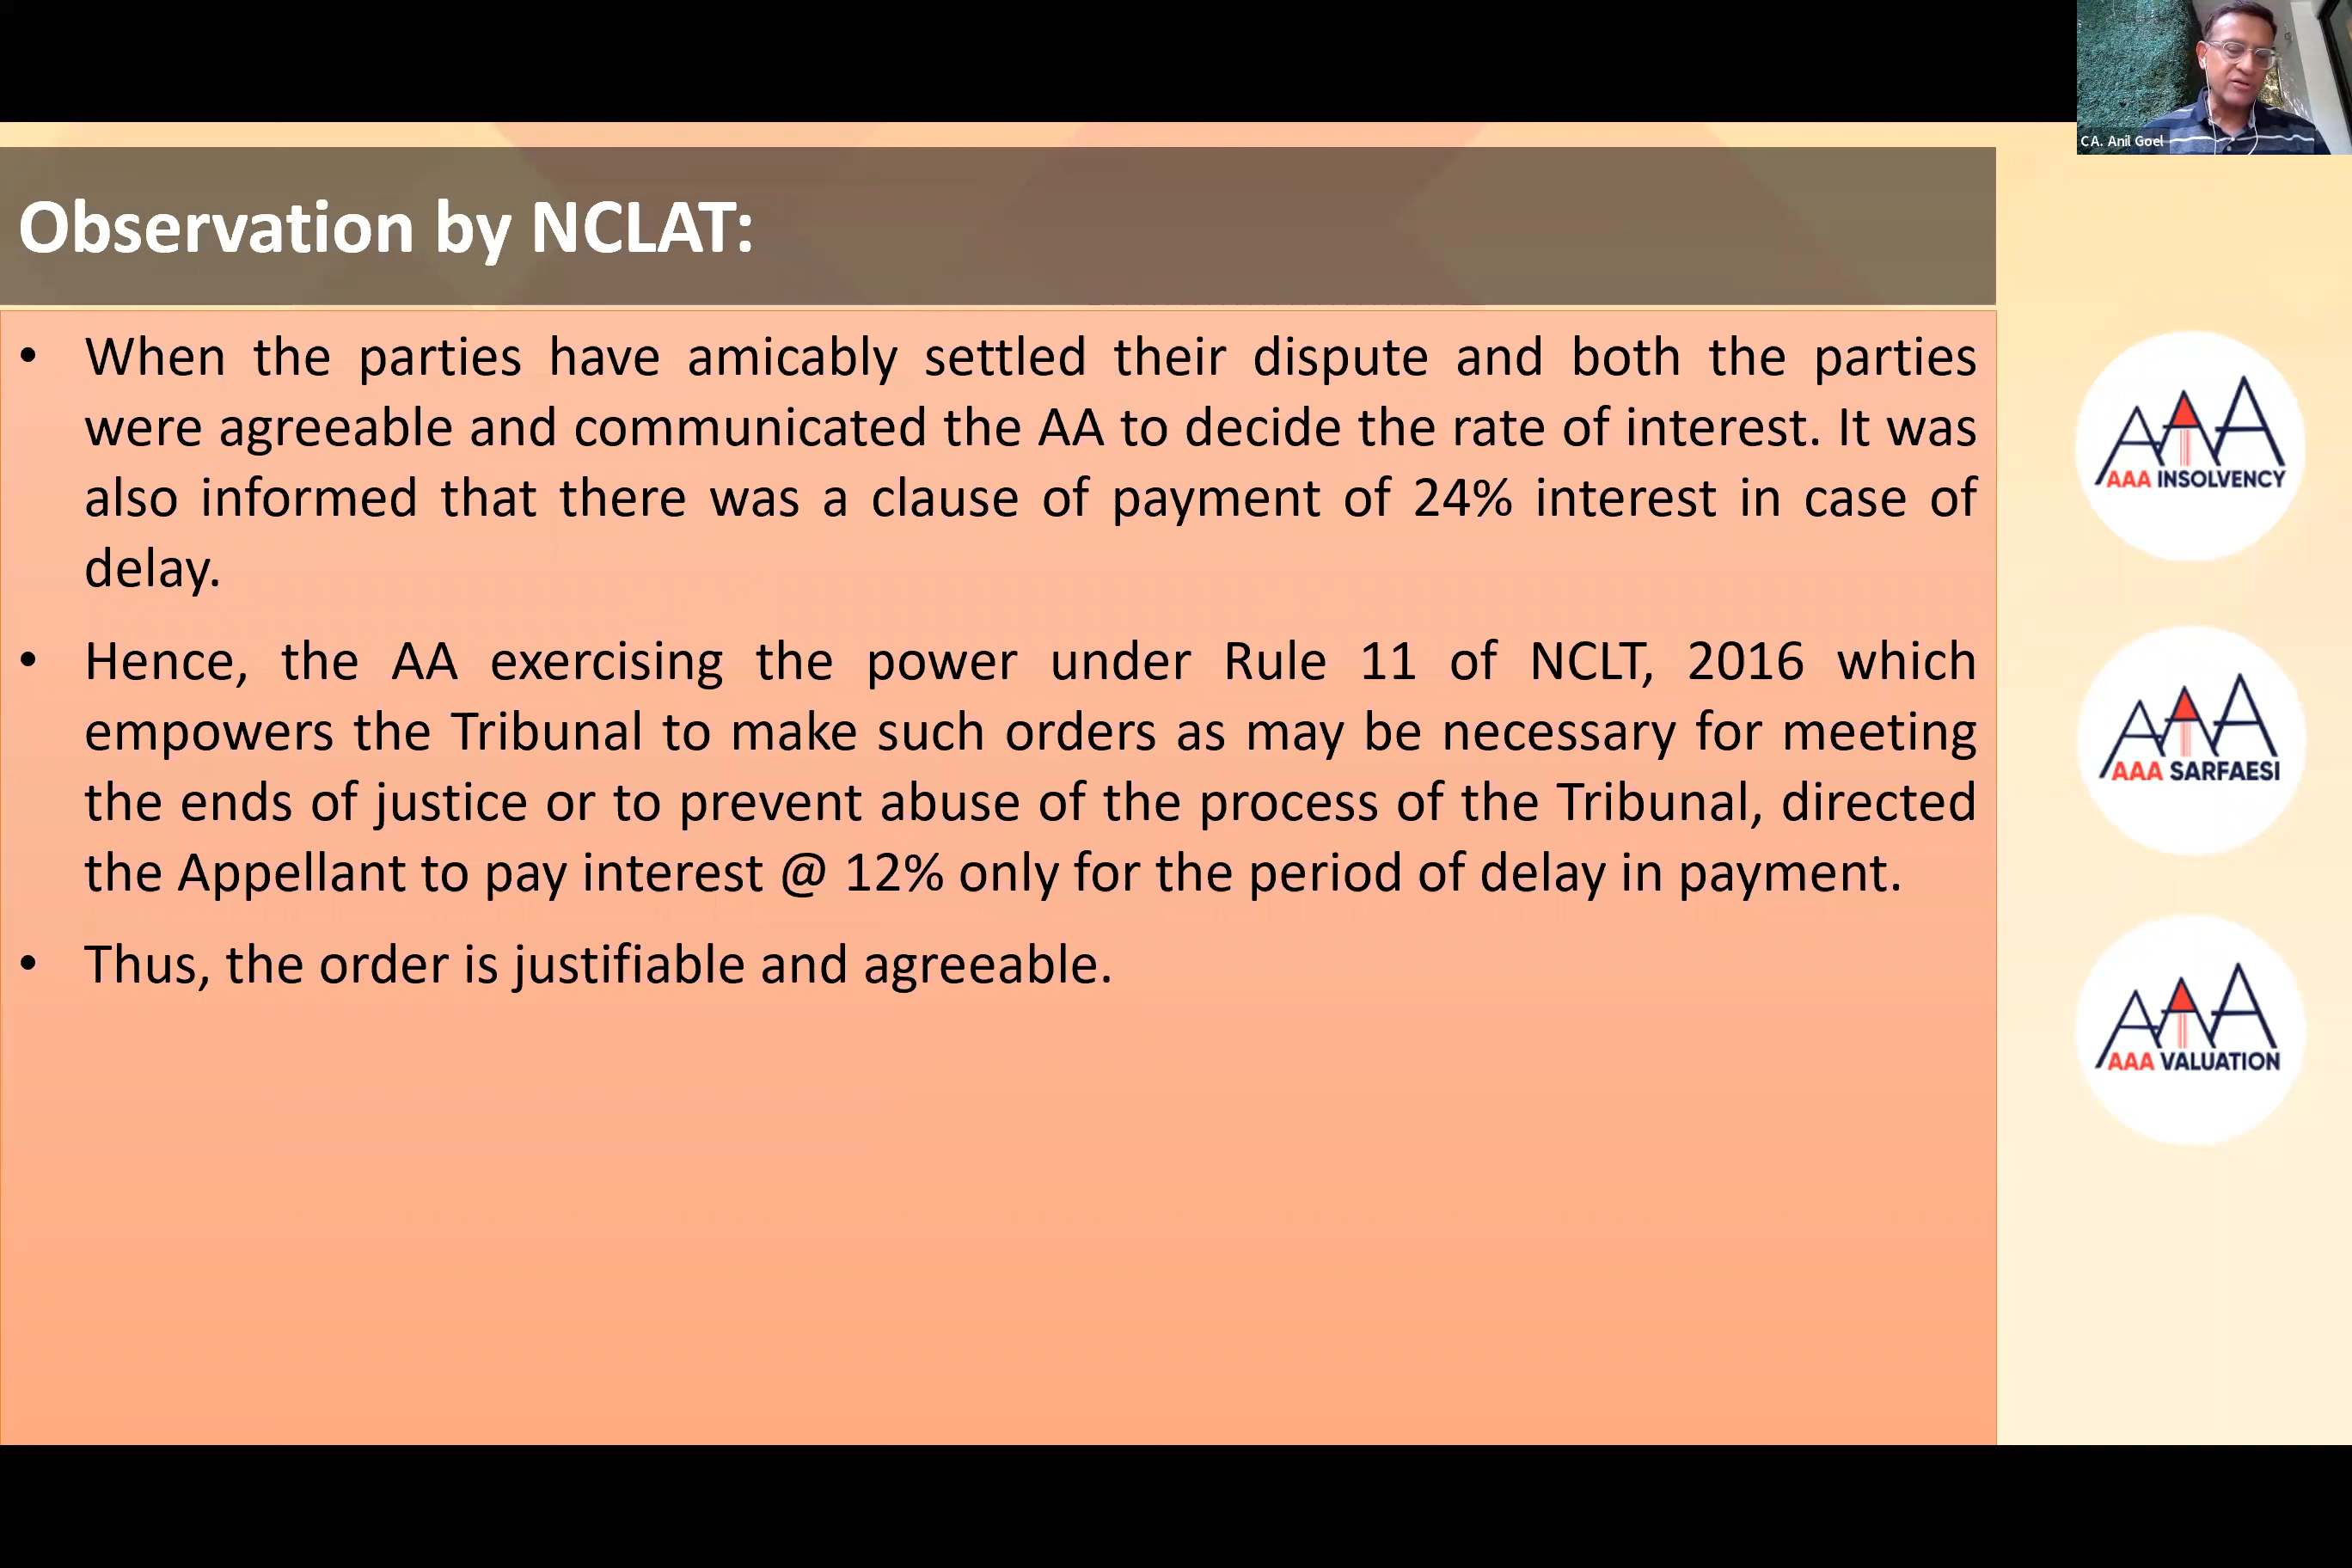 CA. Anil Goel
Observation by NCLAT:
• When the parties have amicably settled their dispute and both the parties
were agreeable and communicated the AA to decide the rate of interest. It was
also informed that there was a clause of payment of 24% interest in case of
delay.
• Hence, the AA exercising the power under Rule 11 of NCLT, 2016 which
empowers the Tribunal to make such orders as may be necessary for meeting
the ends of justice or to prevent abuse of the process of the Tribunal, directed
the Appellant to pay interest @ 12% only for the period of delay in payment.
• Thus, the order is justifiable and agreeable.
AAA
AAA INSOLVENCY
AAA
AAA SARFAESI
AAA
AAA VALUATION